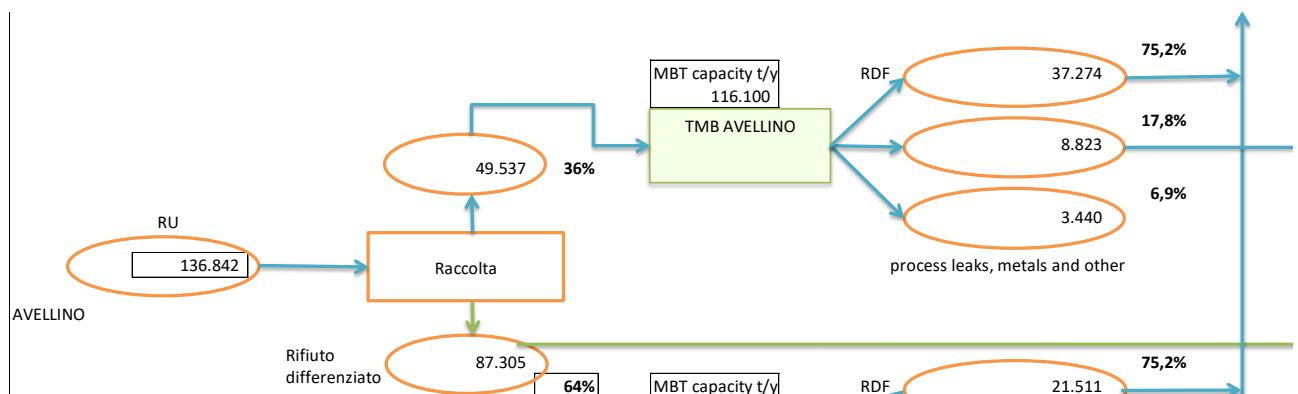 75,2%
MBT capacity t/y
RDF
37.274
116.100
TMB AVELLINO
17,8%
8.823
49.537
36%
6,9%
3.440
RU
process leaks, metals and other
136.842
Raccolta
AVELLINO
Rifiuto
differenziato
87.305
75,2%
64%
MBT capacity t/y
RDF
21.511